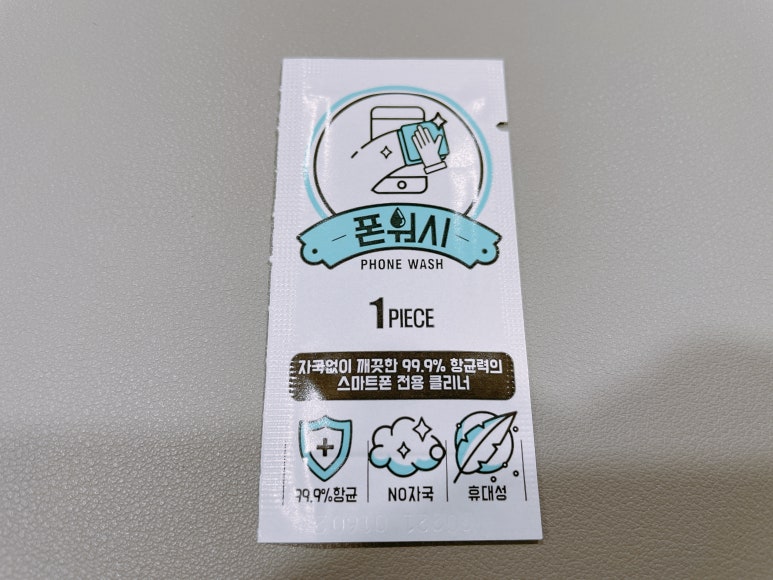 폰워시
PHONE WASH
1 PIECE
자국없이 깨끗한 99.9% 항균력의
스마트폰 전용 클리너
99.9%항균
NO자국
휴대성